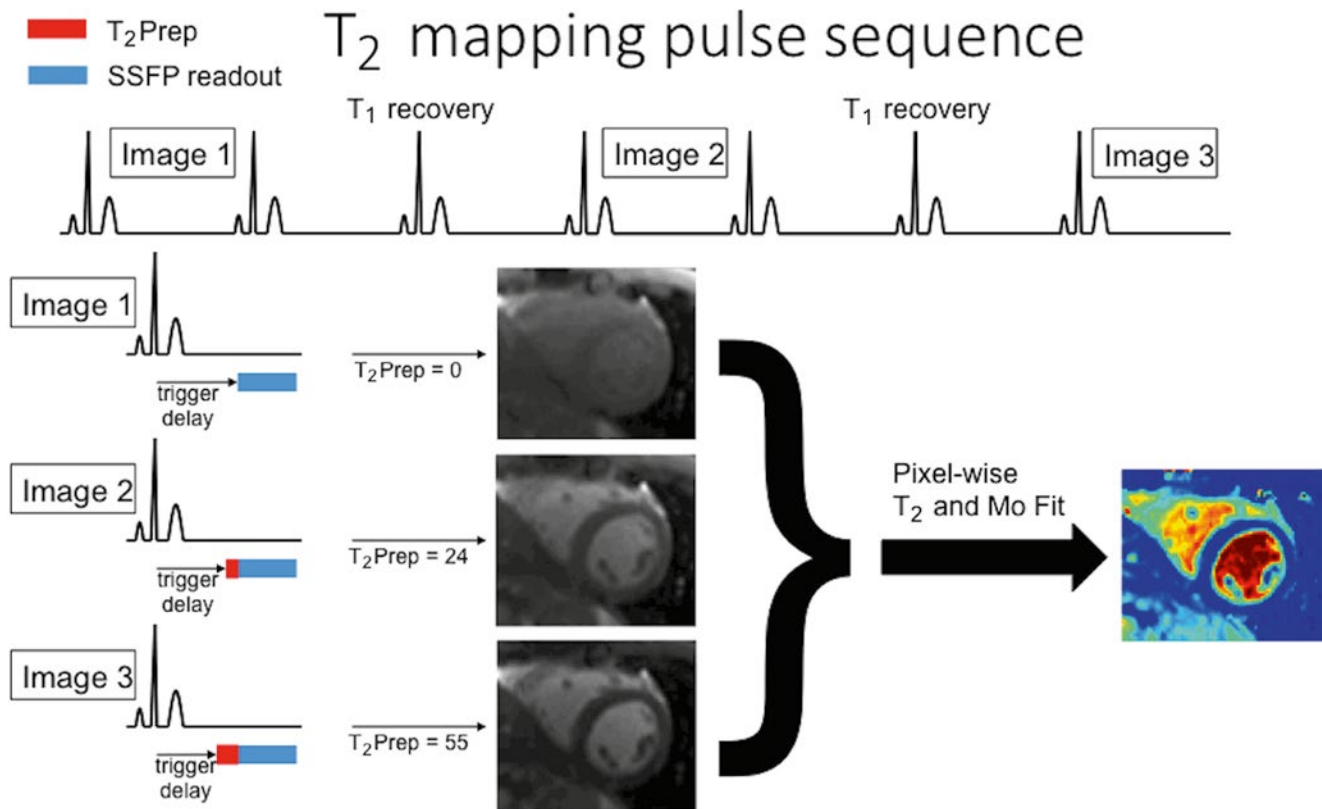 T₂ mapping pulse sequence
T₂Prep
SSFP readout
T₁ recovery
T₁ recovery
Image 1
Image 2
Image 3
Image 1
trigger
delay
T₂Prep = 0
Image 2
trigger
delay
T₂Prep = 24
Image 3
trigger
delay
T₂Prep = 55
Pixel-wise
T₂ and Mo Fit